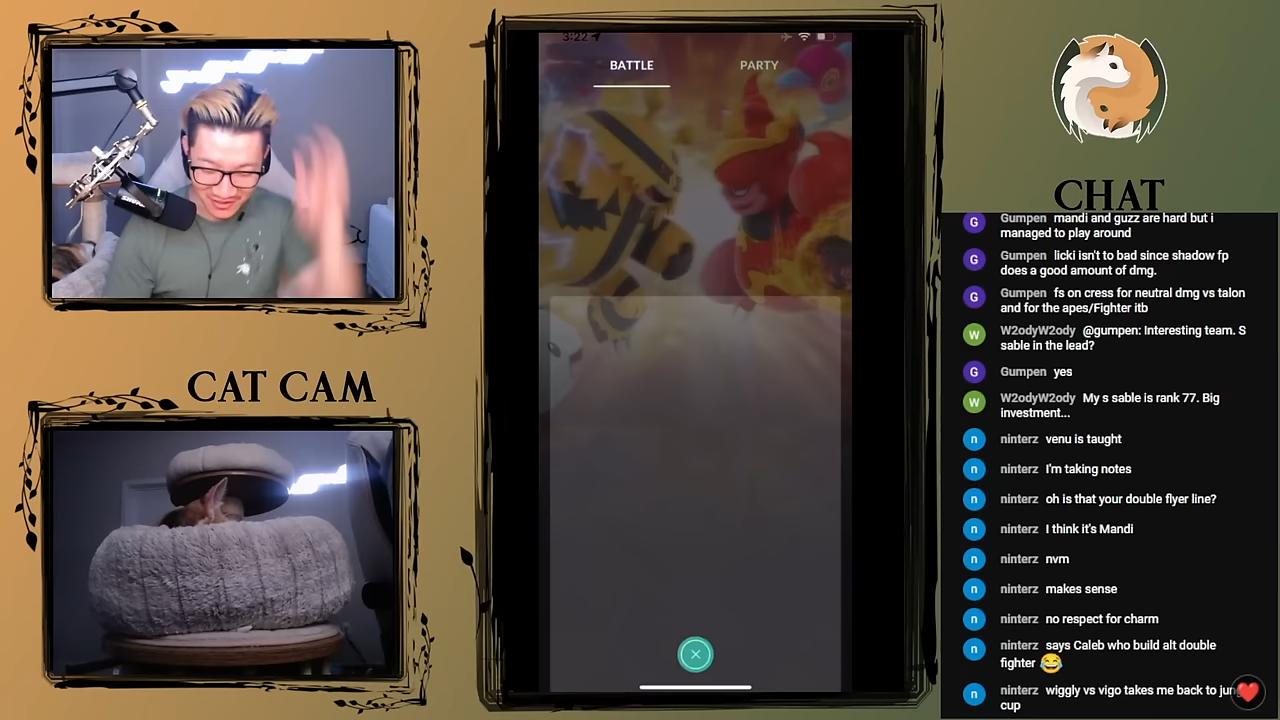 3:22
BATTLE
PARTY
CAT CAM
CHAT
Gumpen mandi and guzz are hard but i
managed to play around
Gumpen licki isn't to bad since shadow fp
does a good amount of dmg.
Gumpen fs on cress for neutral dmg vs talon
and for the apes/Fighter itb
W2odyW2ody @gumpen: Interesting team. S
sable in the lead?
Gumpen yes
W2odyW2ody My s sable is rank 77. Big
investment...
ninterz venu is taught
ninterz I'm taking notes
ninterz oh is that your double flyer line?
ninterz I think it's Mandi
ninterz nvm
ninterz makes sense
ninterz no respect for charm
ninterz says Caleb who build alt double
fighter 😂
ninterz wiggly vs vigo takes me back to
cup